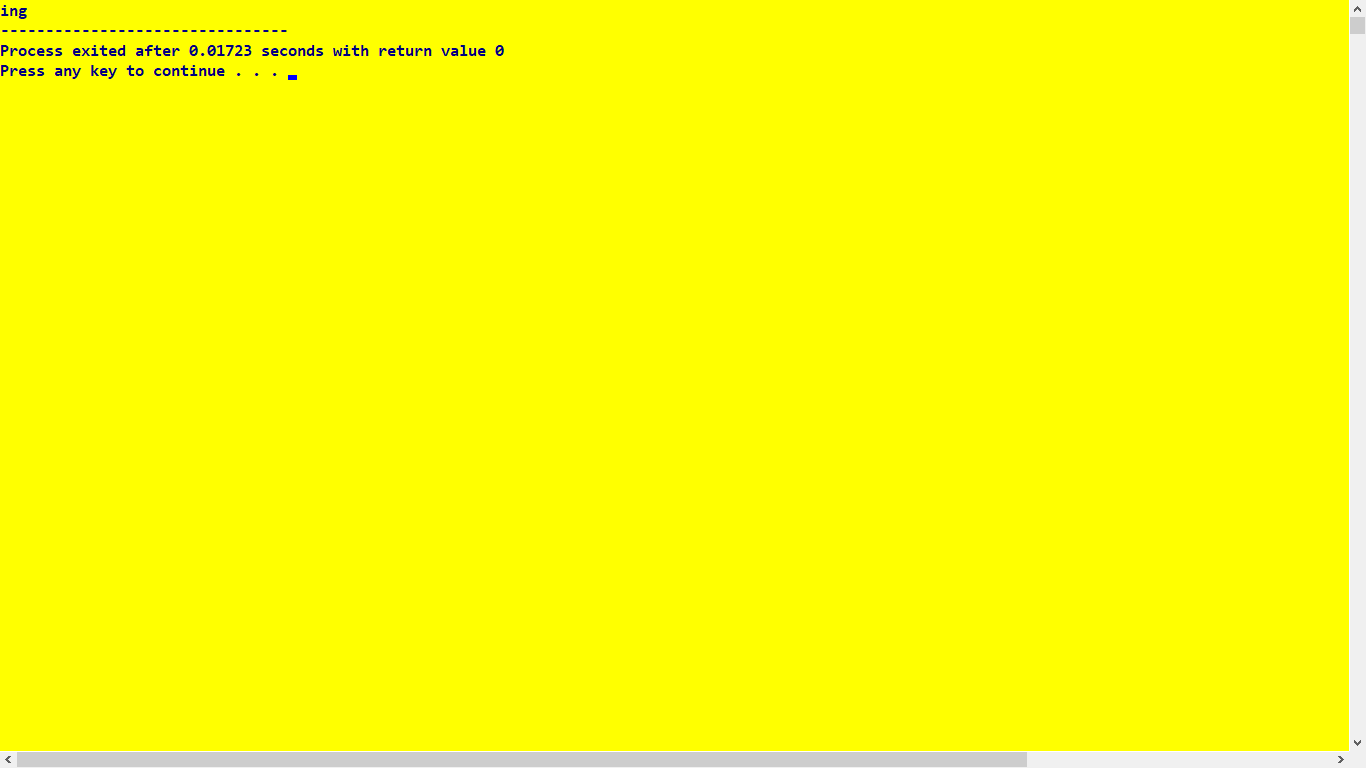 ing
--------------------------------
Process exited after 0.01723 seconds with return value 0
Press any key to continue . . .